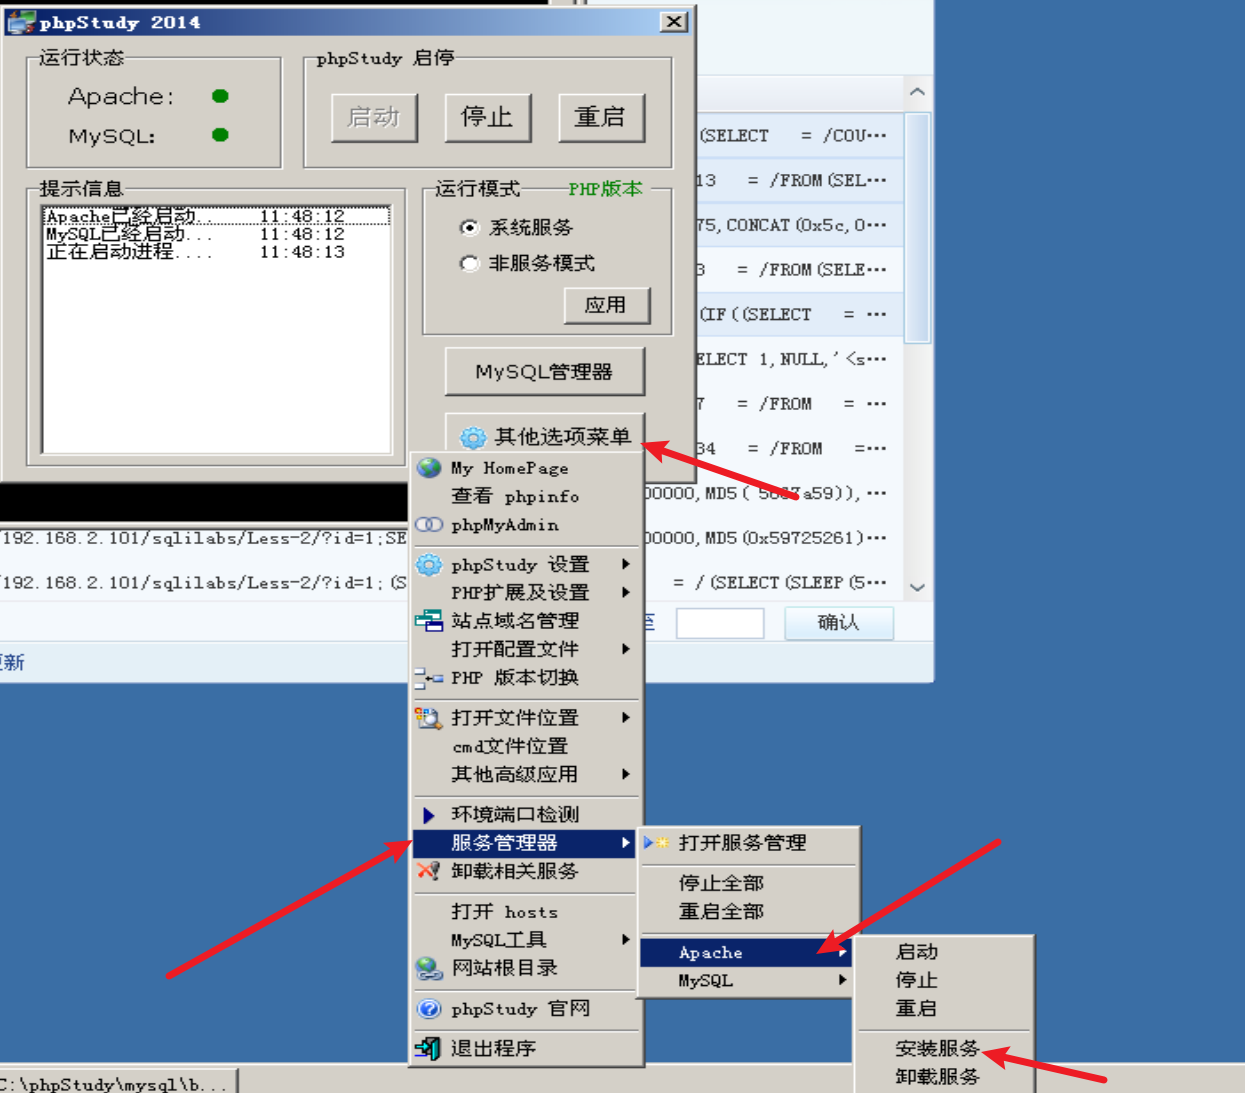 phpStudy 2014
运行状态
Apache:
MySQL:
phpStudy 启停
启动
停止
重启
提示信息
Apache已经启动.. 11:48:12
MySQL已经启动... 11:48:12
正在启动进程.... 11:48:13
运行模式
PHP版本
系统服务
非服务模式
应用
MySQL管理器
其他选项菜单
My HomePage
查看 phpinfo
phpMyAdmin
phpStudy 设置
PHP扩展及设置
站点域名管理
打开配置文件
PHP 版本切换
打开文件位置
cmd文件位置
其他高级应用
环境端口检测
服务管理器
卸载相关服务
打开 hosts
MySQL工具
网站根目录
phpStudy 官网
退出程序
打开服务管理
停止全部
重启全部
Apache
MySQL
启动
停止
重启
安装服务
卸载服务
(SELECT = /COU···
13 = /FROM(SEL···
75,CONCAT(0x5c,0···
3 = /FROM(SELE···
(IF((SELECT = ···
ELECT 1,NULL,'<s···
7 = /FROM = ···
34 = /FROM =···
00000,MD5( a59)),···
192.168.2.101/sqlilabs/Less-2/?id=1;SE
00000,MD5(0x59725261)···
192.168.2.101/sqlilabs/Less-2/?id=1;(S
= /(SELECT(SLEEP(5···
至
确认
更新
C:\phpStudy\mysql\b...